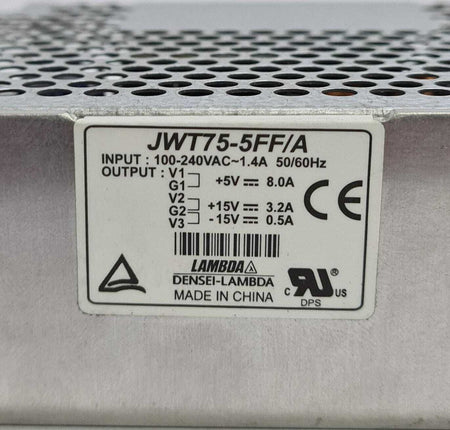 JWT75-5FF/A
INPUT : 100-240VAC~1.4A 50/60Hz
OUTPUT : V1 +5V ⎓ 8.0A
G1
V2 +15V ⎓ 3.2A
G2
V3 -15V ⎓ 0.5A
CE
LAMBDA
DENSEI-LAMBDA
MADE IN CHINA
c RU US
DPS